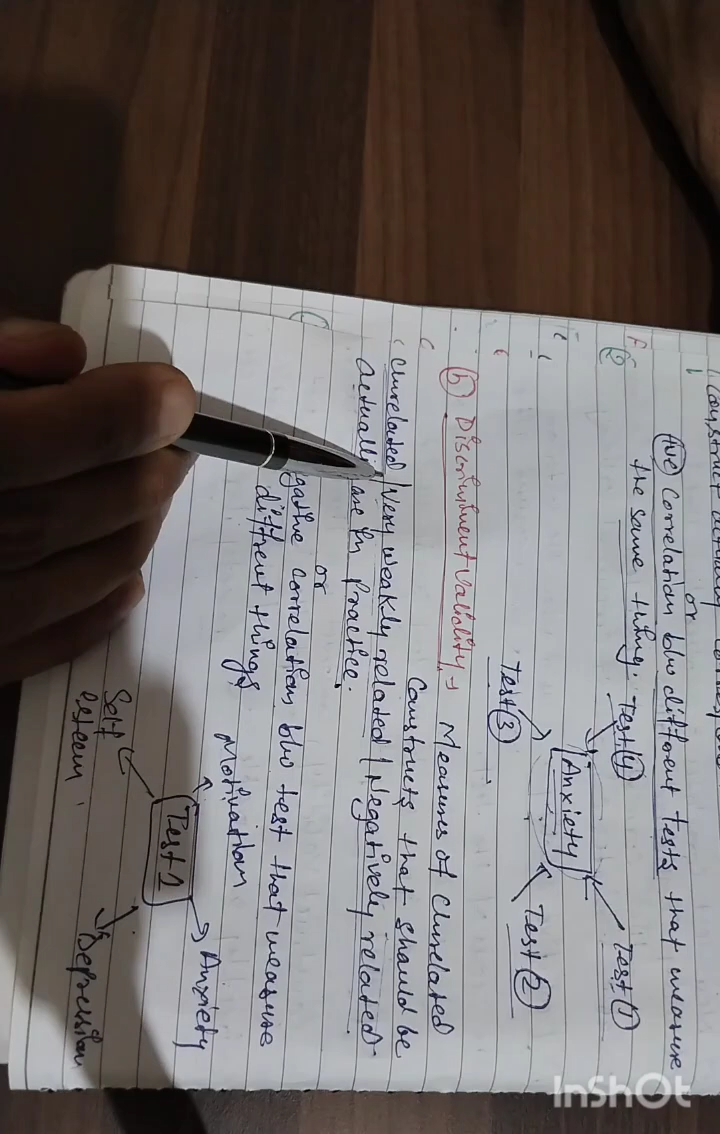 or
(+ve) correlation b/w different tests that measure
the same thing.
Test ④
Test ①
Anxiety
Test ③
Test ②
ⓑ Discriminent validity → Measures of Unrelated
Constructs that should be
Unrelated / Very weakly related / Negatively related
actually are in practice.
or
gative correlation b/w test that measure
different things
Motivation
Anxiety
Test 1
Self
esteem
Depression
InShOt